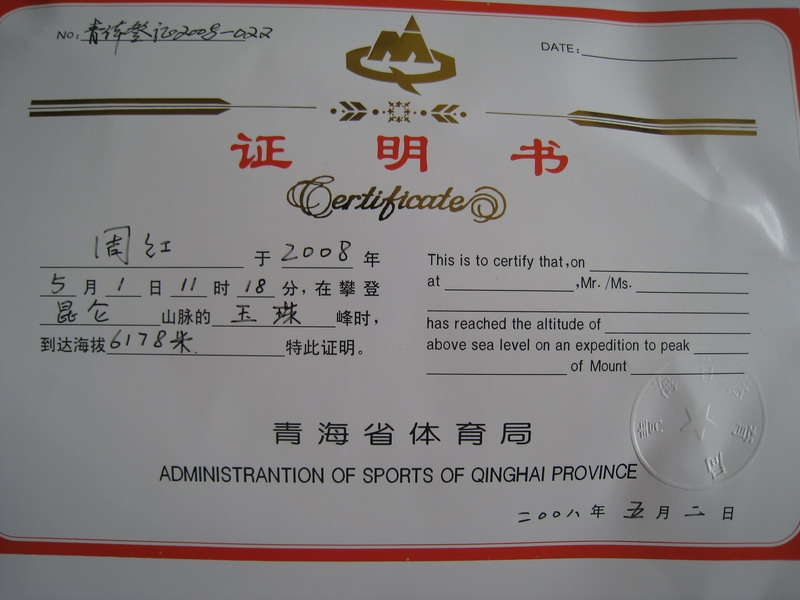 NO: 青体登记2008-022
DATE:
证明书
Certificate
周红 于 2008 年
5 月 1 日 11 时 18 分，在攀登
昆仑 山脉的 玉珠 峰时，
到达海拔 6178米 特此证明。
This is to certify that,on
at ,Mr. /Ms.
has reached the altitude of
above sea level on an expedition to peak
of Mount
青海省体育局
ADMINISTRANTION OF SPORTS OF QINGHAI PROVINCE
二00八 年 五 月 二 日